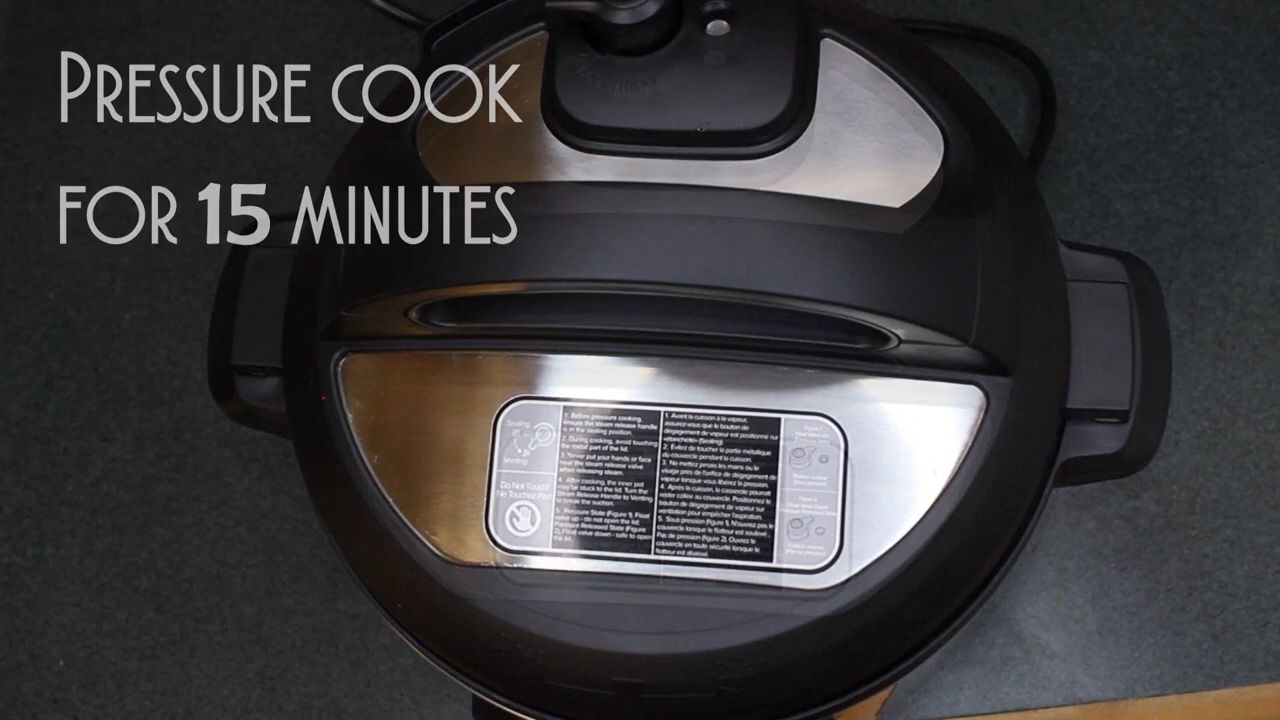 Pressure cook
for 15 minutes
Sealing
Venting
Do Not Touch!
Ne Touchez Pas!
1. Before pressure cooking,
ensure the steam release handle
is in the sealing position.
2. During cooking, avoid touching
the metal part of the lid.
3. Never put your hands or face
near the steam release valve
when releasing steam.
4. After cooking, the inner pot
may be stuck to the lid. Turn the
Steam Release Handle to Venting
to break the suction.
5. Pressure State (Figure 1). Float
valve up - do not open the lid;
Pressure Released State (Figure
2). Float valve down - safe to open
the lid.
1. Avant la cuisson à la vapeur,
assurez-vous que le bouton de
dégagement de vapeur est positionné sur
«étanchéité» (Sealing).
2. Évitez de toucher la partie métallique
du couvercle pendant la cuisson.
3. Ne mettez jamais les mains ou le
visage près de l'orifice de dégagement de
vapeur lorsque vous libérez la pression.
4. Après la cuisson, la casserole pourrait
rester collée au couvercle. Positionnez le
bouton de dégagement de vapeur sur
ventilation pour empêcher l'aspiration.
5. Sous pression (figure 1). N'ouvrez pas le
couvercle lorsque le flotteur est soulevé;
Pas de pression (figure 2). Ouvrez le
couvercle en toute sécurité lorsque le
flotteur est abaissé.
Figure 1
Figure 2